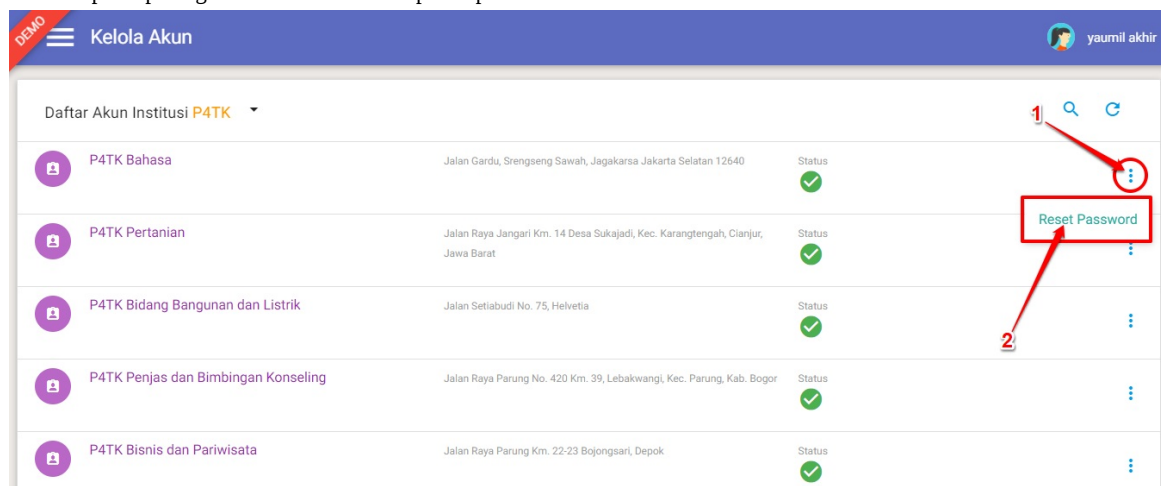 DEMO
Kelola Akun
yaumil akhir
Daftar Akun Institusi P4TK
1
P4TK Bahasa
Jalan Gardu, Srengseng Sawah, Jagakarsa Jakarta Selatan 12640
Status
Reset Password
P4TK Pertanian
Jalan Raya Jangari Km. 14 Desa Sukajadi, Kec. Karangtengah, Cianjur,
Jawa Barat
Status
P4TK Bidang Bangunan dan Listrik
Jalan Setiabudi No. 75, Helvetia
Status
2
P4TK Penjas dan Bimbingan Konseling
Jalan Raya Parung No. 420 Km. 39, Lebakwangi, Kec. Parung, Kab. Bogor
Status
P4TK Bisnis dan Pariwisata
Jalan Raya Parung Km. 22-23 Bojongsari, Depok
Status